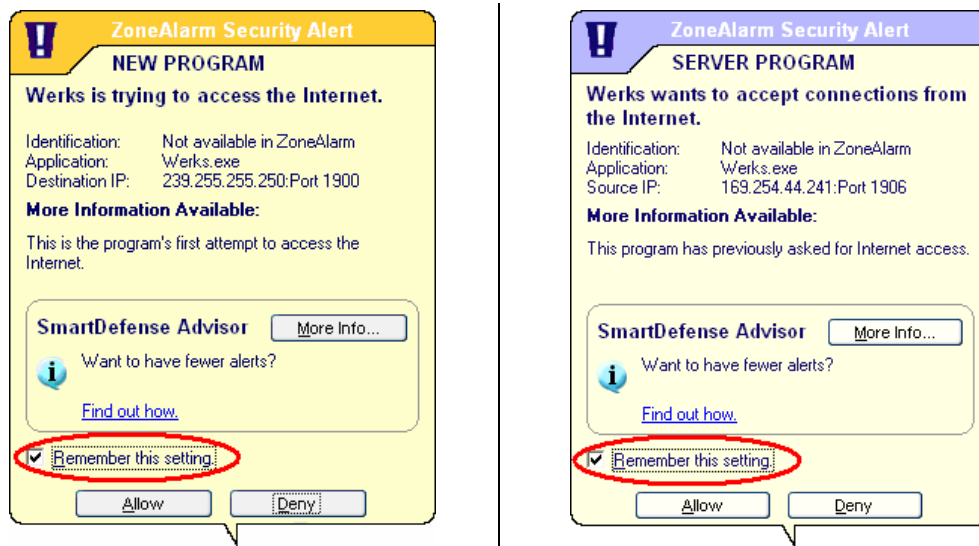 ZoneAlarm Security Alert
NEW PROGRAM
Werks is trying to access the Internet.
Identification: Not available in ZoneAlarm
Application: Werks.exe
Destination IP: 239.255.255.250:Port 1900
More Information Available:
This is the program's first attempt to access the
Internet.
SmartDefense Advisor More Info...
Want to have fewer alerts?
Find out how.
Remember this setting.
Allow Deny
ZoneAlarm Security Alert
SERVER PROGRAM
Werks wants to accept connections from
the Internet.
Identification: Not available in ZoneAlarm
Application: Werks.exe
Source IP: 169.254.44.241:Port 1906
More Information Available:
This program has previously asked for Internet access.
SmartDefense Advisor More Info...
Want to have fewer alerts?
Find out how.
Remember this setting.
Allow Deny